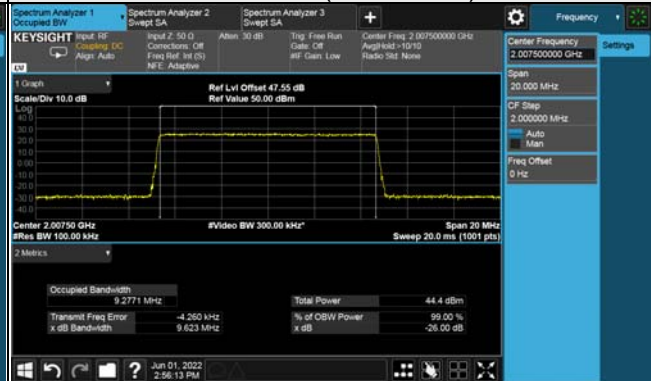 Spectrum Analyzer 1
Occupied BW
Spectrum Analyzer 2
Swept SA
Spectrum Analyzer 3
Swept SA
+
Frequency
Settings
KEYSIGHT
Input: RF
Coupling: DC
Align: Auto
Input Z: 50 Ω
Corrections: Off
Freq Ref: Int (S)
NFE: Adaptive
Atten: 30 dB
Trig: Free Run
Gate: Off
#IF Gain: Low
Center Freq: 2.007500000 GHz
Avg|Hold:>10/10
Radio Std: None
Center Frequency
2.007500000 GHz
Span
20.000 MHz
CF Step
2.000000 MHz
Auto
Man
Freq Offset
0 Hz
1 Graph
Scale/Div 10.0 dB
Ref Lvl Offset 47.55 dB
Ref Value 50.00 dBm
Log
40.0
30.0
20.0
10.0
0.00
-10.0
-20.0
-30.0
-40.0
Center 2.00750 GHz
#Res BW 100.00 kHz
#Video BW 300.00 kHz*
Span 20 MHz
Sweep 20.0 ms (1001 pts)
2 Metrics
Occupied Bandwidth
9.2771 MHz
Total Power 44.4 dBm
Transmit Freq Error -4.260 kHz
% of OBW Power 99.00 %
x dB Bandwidth 9.623 MHz
x dB -26.00 dB
?
Jun 01, 2022
2:56:13 PM